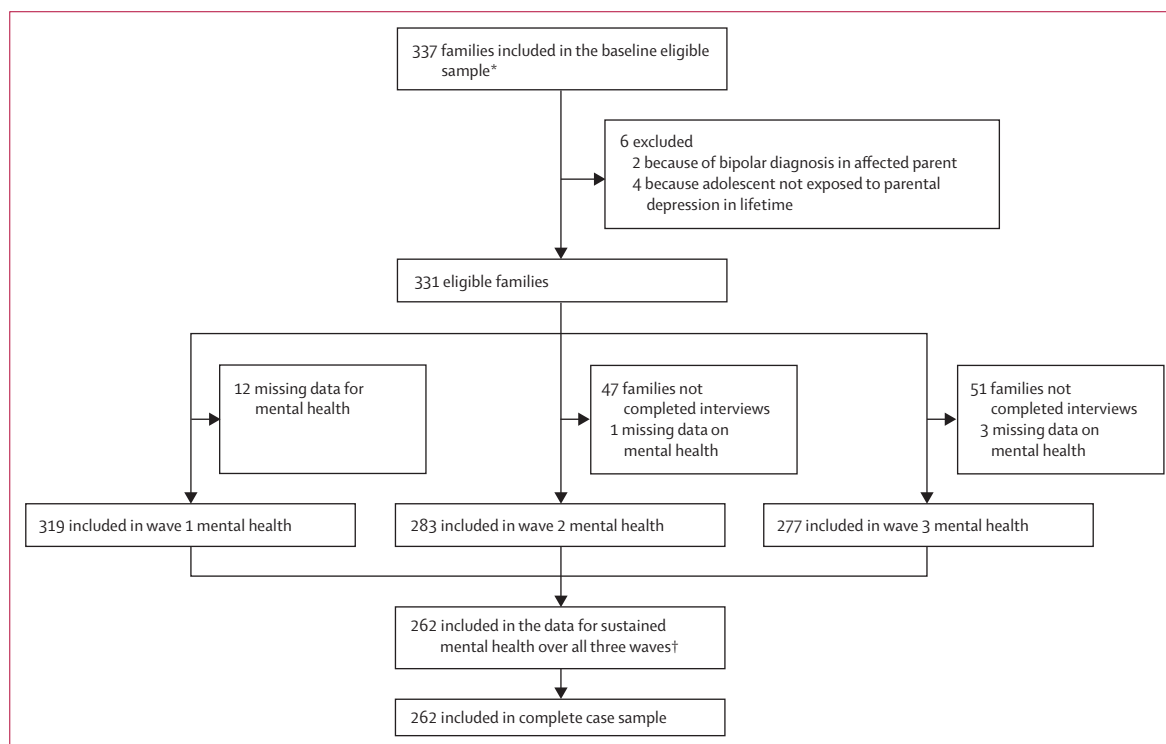 337 families included in the baseline eligible
sample*
6 excluded
2 because of bipolar diagnosis in affected parent
4 because adolescent not exposed to parental
depression in lifetime
331 eligible families
12 missing data for
mental health
47 families not
completed interviews
1 missing data on
mental health
51 families not
completed interviews
3 missing data on
mental health
319 included in wave 1 mental health
283 included in wave 2 mental health
277 included in wave 3 mental health
262 included in the data for sustained
mental health over all three waves†
262 included in complete case sample